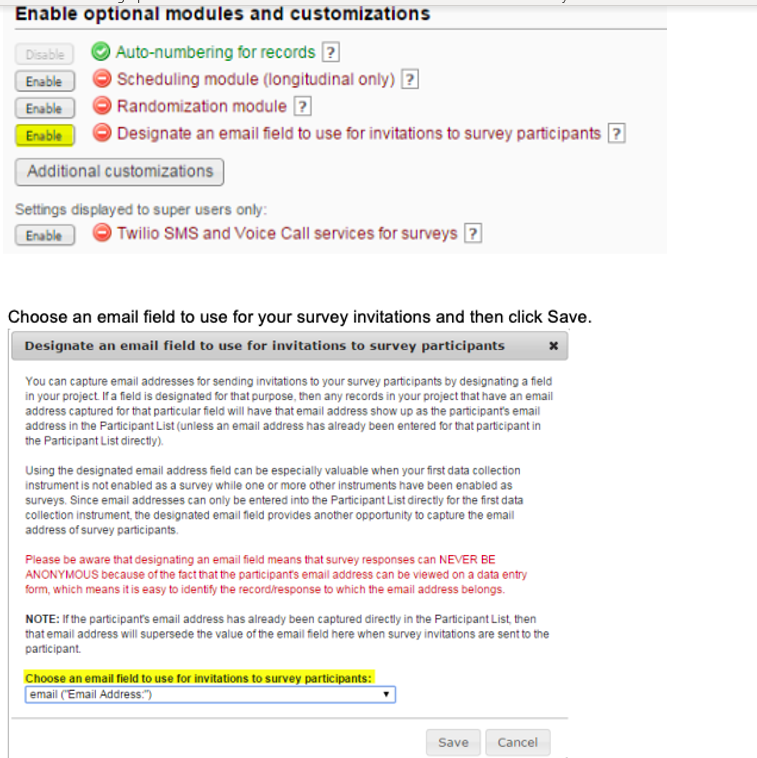 Enable optional modules and customizations
Disable Auto-numbering for records ?
Enable Scheduling module (longitudinal only) ?
Enable Randomization module ?
Enable Designate an email field to use for invitations to survey participants ?
Additional customizations
Settings displayed to super users only:
Enable Twilio SMS and Voice Call services for surveys ?
Choose an email field to use for your survey invitations and then click Save.
Designate an email field to use for invitations to survey participants x
You can capture email addresses for sending invitations to your survey participants by designating a field
in your project. If a field is designated for that purpose, then any records in your project that have an email
address captured for that particular field will have that email address show up as the participant's email
address in the Participant List (unless an email address has already been entered for that participant in
the Participant List directly).
Using the designated email address field can be especially valuable when your first data collection
instrument is not enabled as a survey while one or more other instruments have been enabled as
surveys. Since email addresses can only be entered into the Participant List directly for the first data
collection instrument, the designated email field provides another opportunity to capture the email
address of survey participants.
Please be aware that designating an email field means that survey responses can NEVER BE
ANONYMOUS because of the fact that the participant's email address can be viewed on a data entry
form, which means it is easy to identify the record/response to which the email address belongs.
NOTE: If the participant's email address has already been captured directly in the Participant List, then
that email address will supersede the value of the email field here when survey invitations are sent to the
participant.
Choose an email field to use for invitations to survey participants:
email ("Email Address:")
Save Cancel